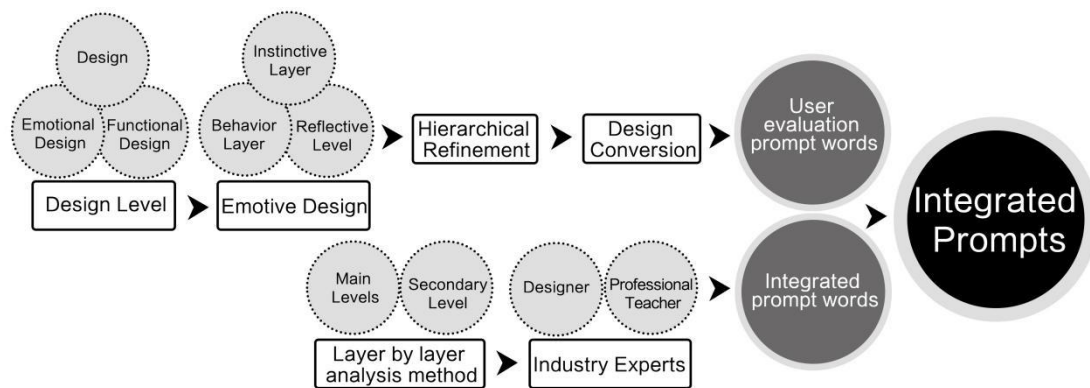 Design
Emotional
Design
Functional
Design
Design Level
Instinctive
Layer
Behavior
Layer
Reflective
Level
Emotive Design
Hierarchical
Refinement
Design
Conversion
User
evaluation
prompt words
Main
Levels
Secondary
Level
Layer by layer
analysis method
Designer
Professional
Teacher
Industry Experts
Integrated
prompt words
Integrated
Prompts